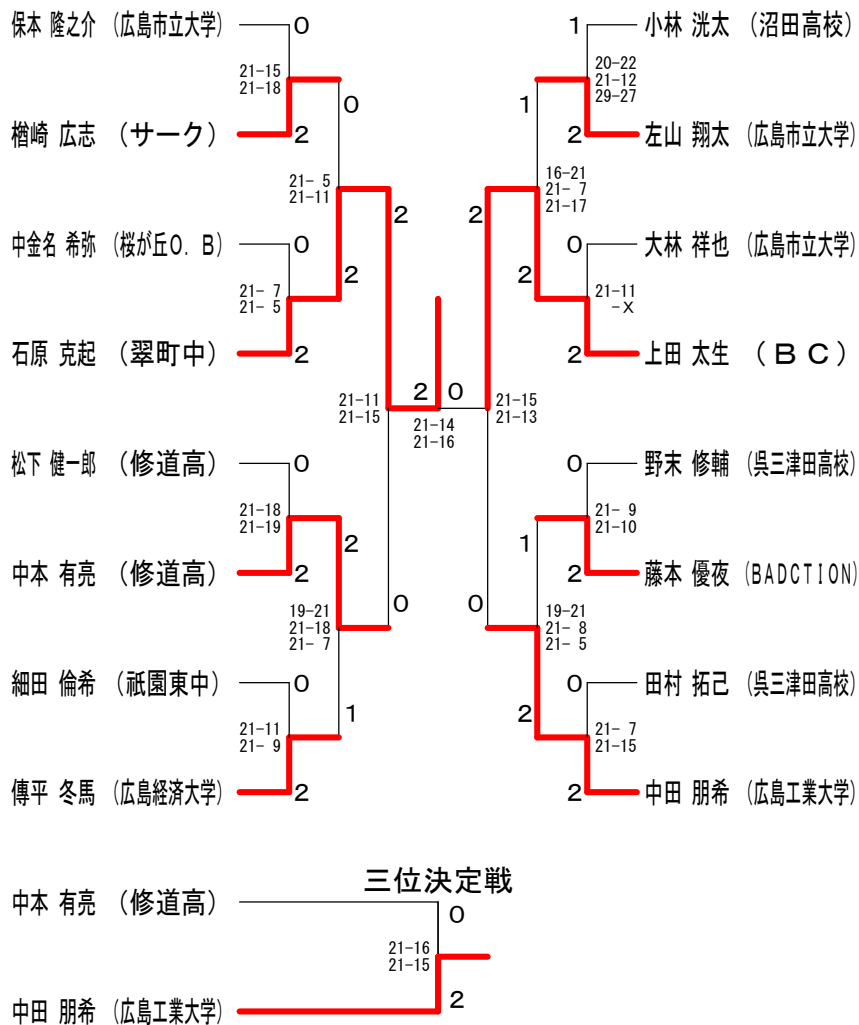 保本 隆之介 (広島市立大学) 0
21-15
21-18
楢崎 広志 (サーク) 2
0
21- 5
21-11
2
中金名 希弥 (桜が丘O.B) 0
21- 7
21- 5
2
石原 克起 (翠町中) 2
21-11
21-15
松下 健一郎 (修道高) 0
21-18
21-19
2
中本 有亮 (修道高) 2
19-21
21-18
21- 7
0
細田 倫希 (祇園東中) 0
21-11
21- 9
1
傳平 冬馬 (広島経済大学) 2
2 0
21-14
21-16
1 小林 洸太 (沼田高校)
20-22
21-12
29-27
1
2 左山 翔太 (広島市立大学)
16-21
21- 7
21-17
2
0 大林 祥也 (広島市立大学)
21-11
-X
2
2 上田 太生 (BC)
21-15
21-13
0 野末 修輔 (呉三津田高校)
21- 9
21-10
1
2 藤本 優夜 (BADCTION)
19-21
21- 8
21- 5
0
0 田村 拓己 (呉三津田高校)
21- 7
21-15
2
2 中田 朋希 (広島工業大学)
三位決定戦
中本 有亮 (修道高) 0
21-16
21-15
中田 朋希 (広島工業大学) 2